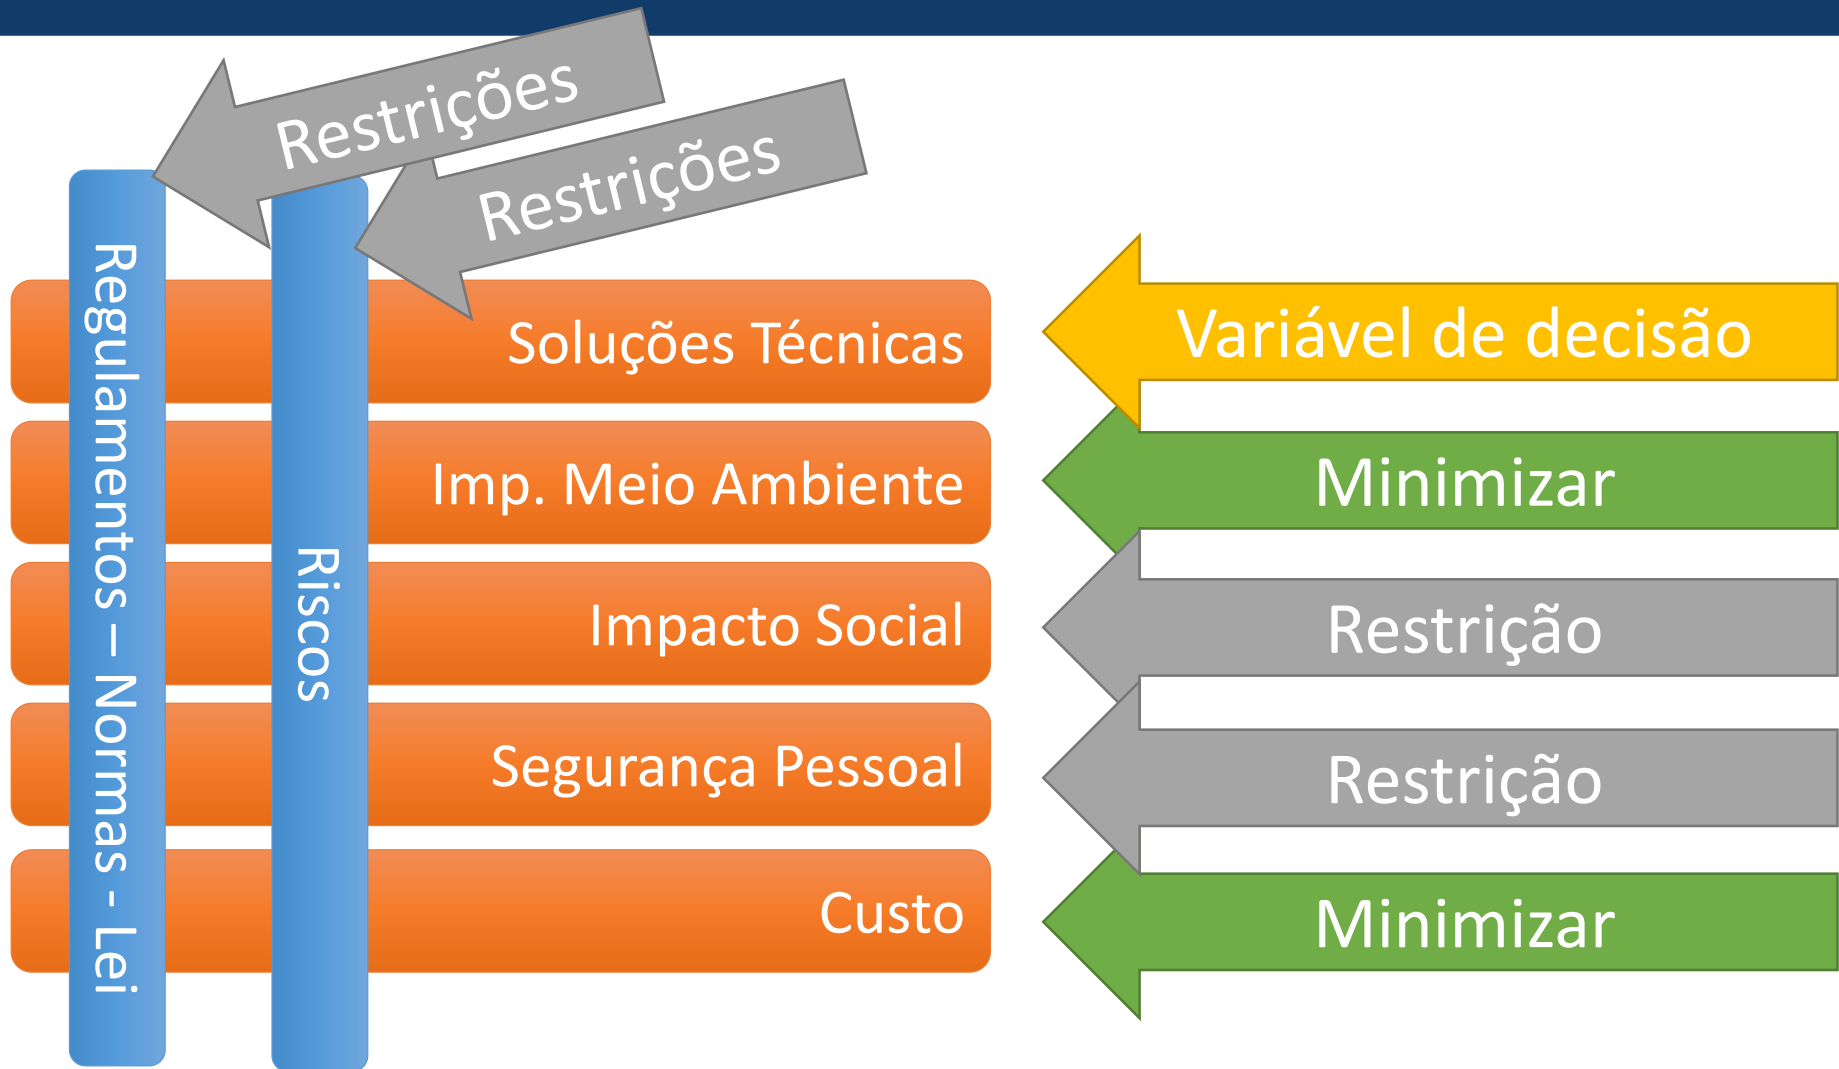 Restrições
Restrições
Regulamentos – Normas - Lei
Riscos
Soluções Técnicas
Variável de decisão
Imp. Meio Ambiente
Minimizar
Impacto Social
Restrição
Segurança Pessoal
Restrição
Custo
Minimizar